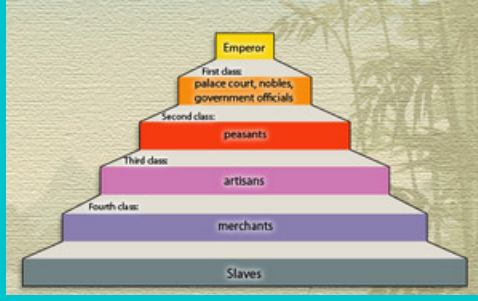 Emperor
First class:
palace court, nobles,
government officials
Second class:
peasants
Third class:
artisans
Fourth class:
merchants
Slaves